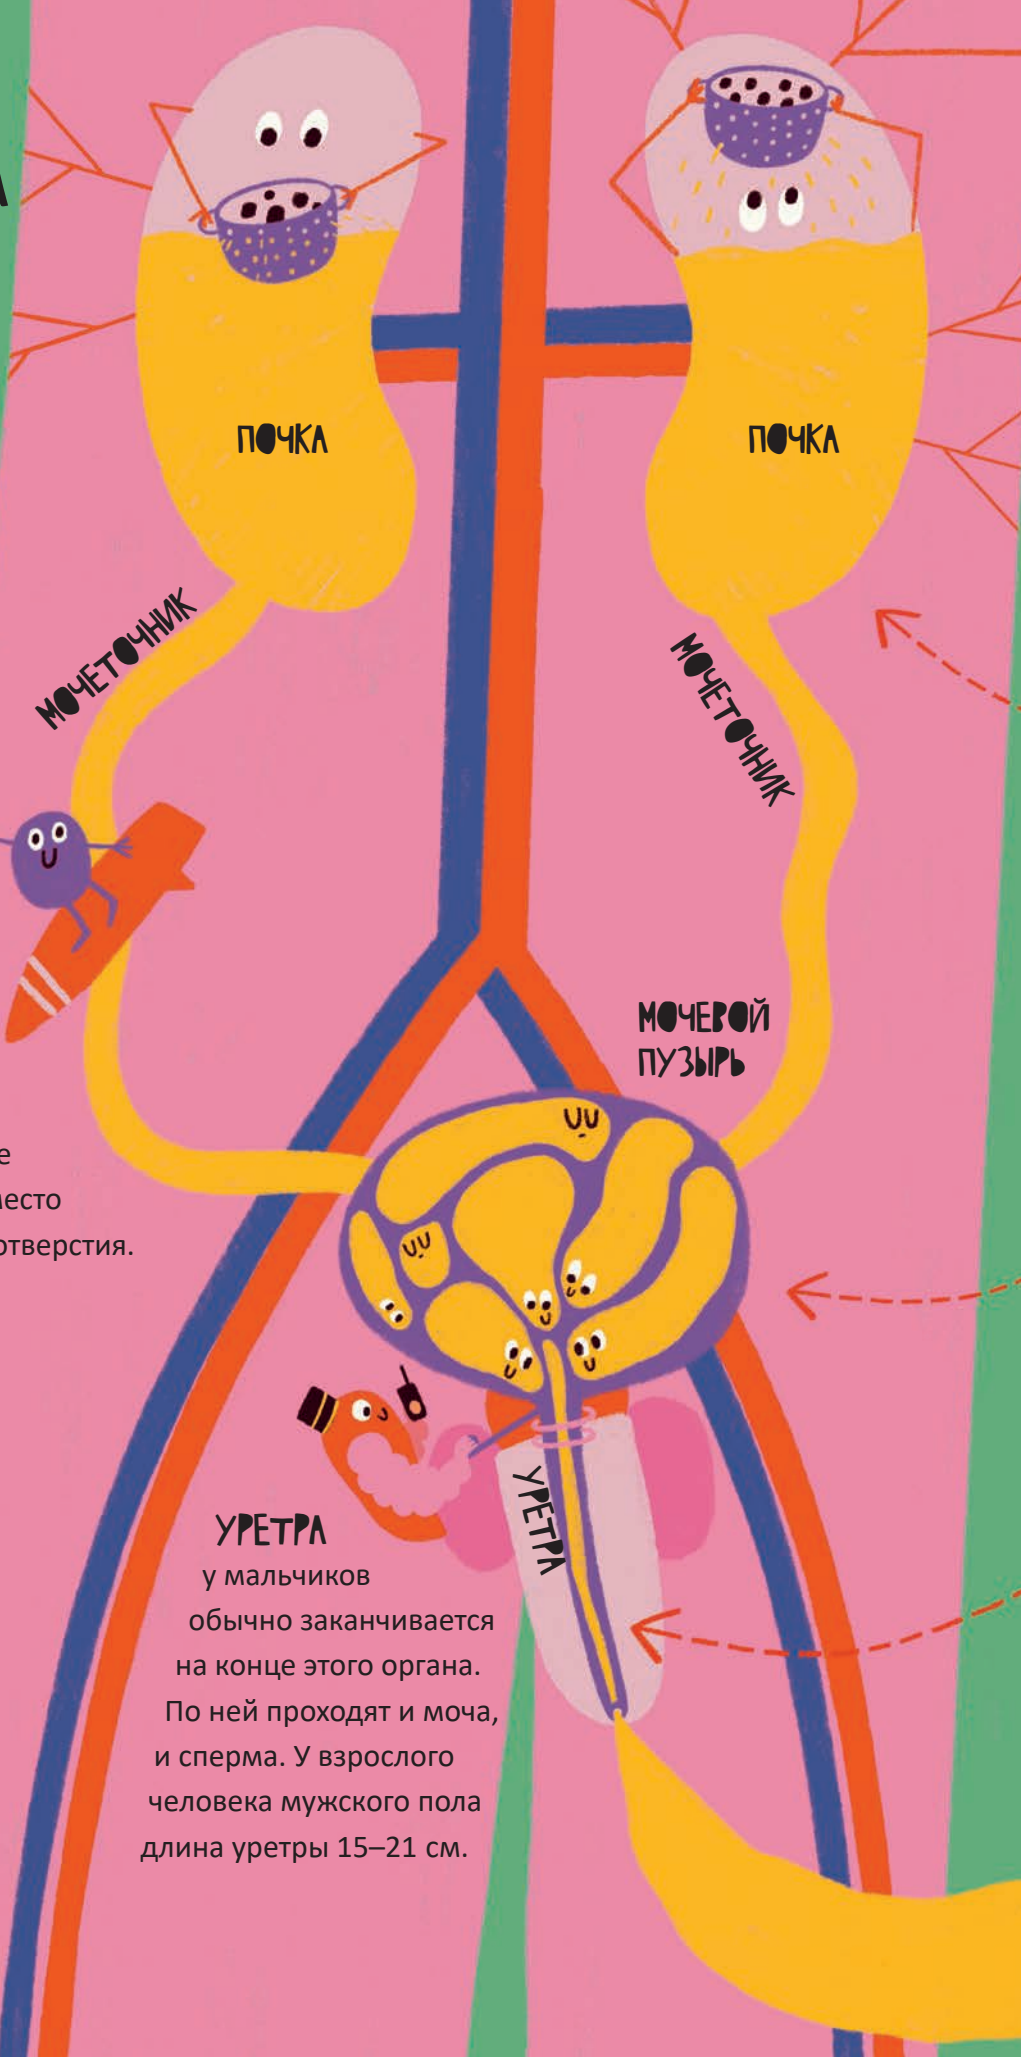 А
ПОЧКА
ПОЧКА
МОЧЕТОЧНИК
МОЧЕТОЧНИК
МОЧЕВОЙ
ПУЗЫРЬ
е
место
отверстия.
УРЕТРА
УРЕТРА
у мальчиков
обычно заканчивается
на конце этого органа.
По ней проходят и моча,
и сперма. У взрослого
человека мужского пола
длина уретры 15–21 см.